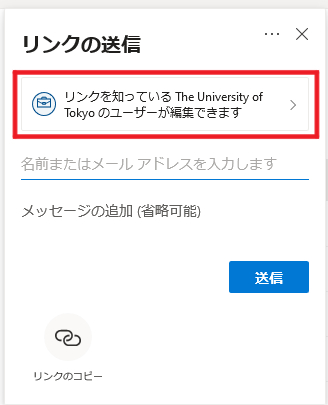 リンクの送信
リンクを知っている The University of
Tokyo のユーザーが編集できます
名前またはメール アドレスを入力します
メッセージの追加 (省略可能)
送信
リンクのコピー